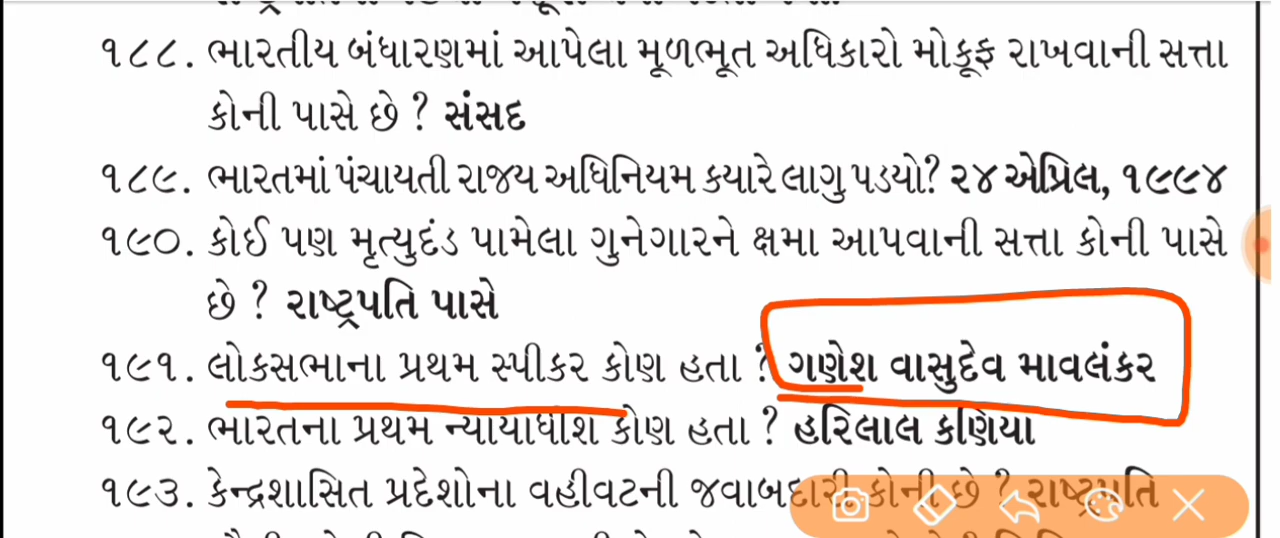 ૧૮૮. ભારતીય બંધારણમાં આપેલા મૂળભૂત અધિકારો મોકૂફ રાખવાની સત્તા
કોની પાસે છે ? સંસદ
૧૮૯. ભારતમાં પંચાયતી રાજ્ય અધિનિયમ ક્યારે લાગુ પડયો? ૨૪ એપ્રિલ, ૧૯૯૪
૧૯૦. કોઈ પણ મૃત્યુદંડ પામેલા ગુનેગારને ક્ષમા આપવાની સત્તા કોની પાસે
છે ? રાષ્ટ્રપતિ પાસે
૧૯૧. લોકસભાના પ્રથમ સ્પીકર કોણ હતા ? ગણેશ વાસુદેવ માવલંકર
૧૯૨. ભારતના પ્રથમ ન્યાયાધીશ કોણ હતા ? હરિલાલ કણિયા
૧૯૩. કેન્દ્રશાસિત પ્રદેશોના વહીવટની જવાબદારી કોની છે ? રાષ્ટ્રપતિ